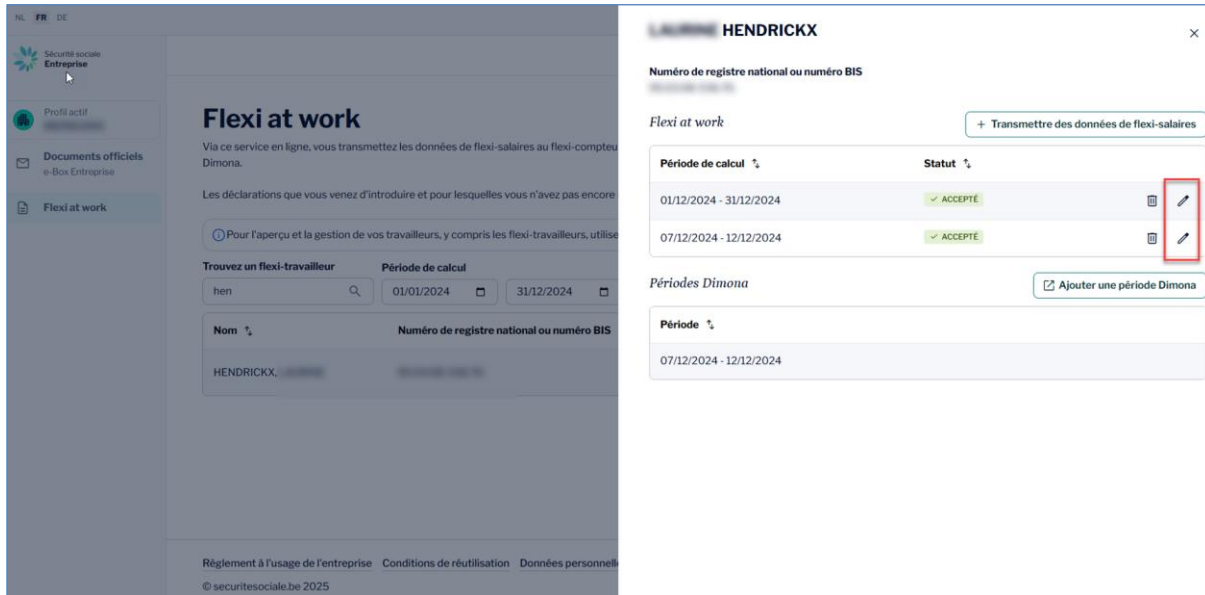 NL FR DE
Sécurité sociale
Entreprise
Profil actif
Documents officiels
e-Box Entreprise
Flexi at work
Flexi at work
Via ce service en ligne, vous transmettez les données de flexi-salaires au flexi-compteu
Dimona.
Les déclarations que vous venez d'introduire et pour lesquelles vous n'avez pas encore
Pour l'aperçu et la gestion de vos travailleurs, y compris les flexi-travailleurs, utilise
Trouvez un flexi-travailleur Période de calcul
hen 01/01/2024 31/12/2024
Nom Numéro de registre national ou numéro BIS
HENDRICKX,
Règlement à l'usage de l'entreprise Conditions de réutilisation Données personnell
© securitesociale.be 2025
HENDRICKX
Numéro de registre national ou numéro BIS
Flexi at work + Transmettre des données de flexi-salaires
Période de calcul Statut
01/12/2024 - 31/12/2024 ACCEPTÉ
07/12/2024 - 12/12/2024 ACCEPTÉ
Périodes Dimona Ajouter une période Dimona
Période
07/12/2024 - 12/12/2024